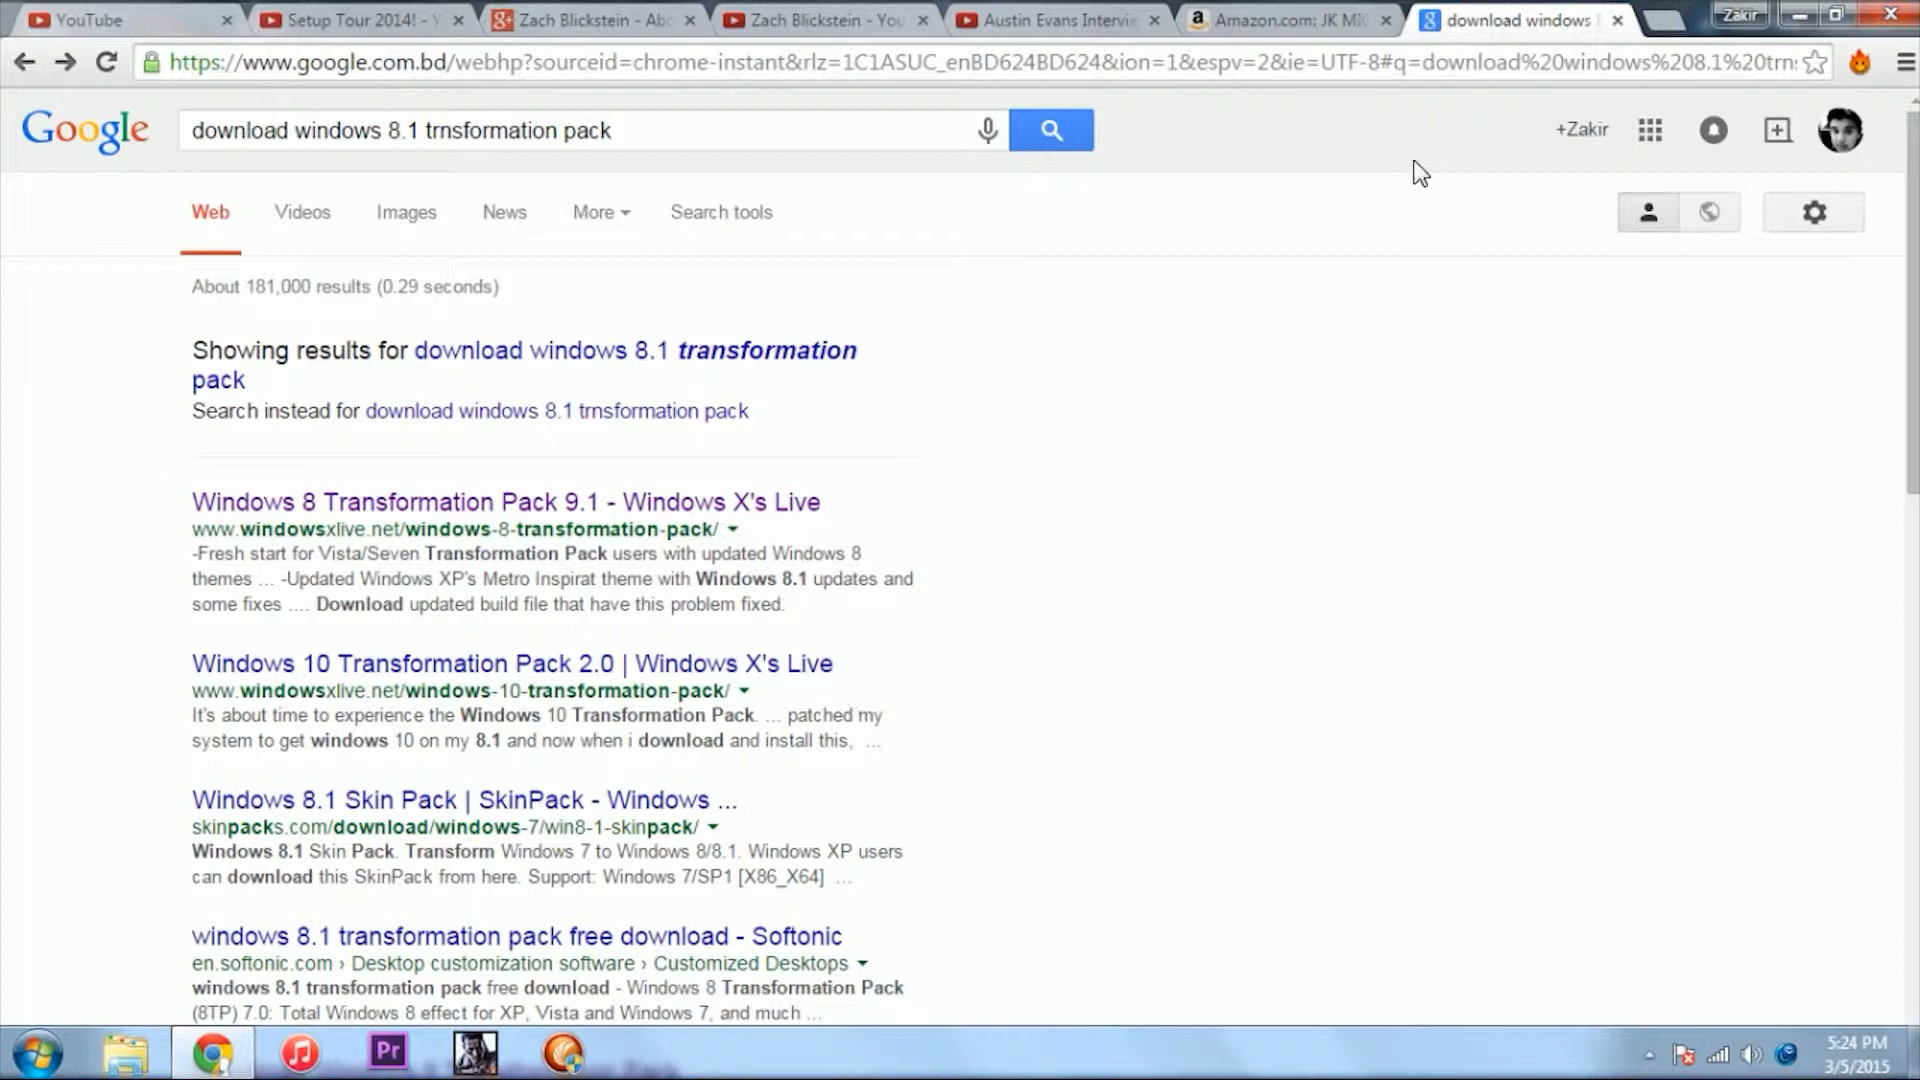 YouTube
Setup Tour 2014! - Y
Zach Blickstein - Abo
Zach Blickstein - You
Austin Evans Intervie
Amazon.com: JK MIC
download windows 8
Zakir
https://www.google.com.bd/webhp?sourceid=chrome-instant&rlz=1C1ASUC_enBD624BD624&ion=1&espv=2&ie=UTF-8#q=download%20windows%208.1%20trns
Google
download windows 8.1 trnsformation pack
+Zakir
Web
Videos
Images
News
More
Search tools
About 181,000 results (0.29 seconds)
Showing results for download windows 8.1 transformation
pack
Search instead for download windows 8.1 trnsformation pack
Windows 8 Transformation Pack 9.1 - Windows X's Live
www.windowsxlive.net/windows-8-transformation-pack/
-Fresh start for Vista/Seven Transformation Pack users with updated Windows 8
themes ... -Updated Windows XP's Metro Inspirat theme with Windows 8.1 updates and
some fixes .... Download updated build file that have this problem fixed.
Windows 10 Transformation Pack 2.0 | Windows X's Live
www.windowsxlive.net/windows-10-transformation-pack/
It's about time to experience the Windows 10 Transformation Pack. ... patched my
system to get windows 10 on my 8.1 and now when i download and install this, ...
Windows 8.1 Skin Pack | SkinPack - Windows ...
skinpacks.com/download/windows-7/win8-1-skinpack/
Windows 8.1 Skin Pack. Transform Windows 7 to Windows 8/8.1. Windows XP users
can download this SkinPack from here. Support: Windows 7/SP1 [X86_X64] ...
windows 8.1 transformation pack free download - Softonic
en.softonic.com › Desktop customization software › Customized Desktops
windows 8.1 transformation pack free download - Windows 8 Transformation Pack
(8TP) 7.0: Total Windows 8 effect for XP, Vista and Windows 7, and much ...
Pr
5:24 PM
3/5/2015